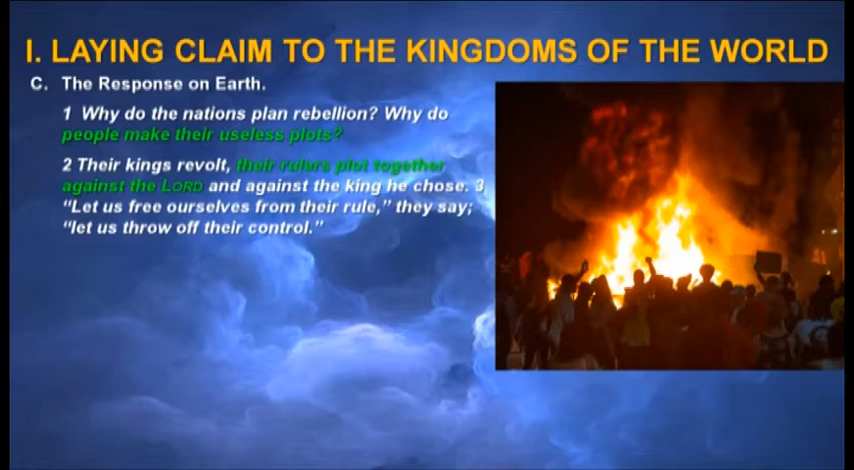 I. LAYING CLAIM TO THE KINGDOMS OF THE WORLD
C. The Response on Earth.
1 Why do the nations plan rebellion? Why do
people make their useless plots?
2 Their kings revolt, their rulers plot together
against the LORD and against the king he chose. 3
“Let us free ourselves from their rule,” they say;
“let us throw off their control.”